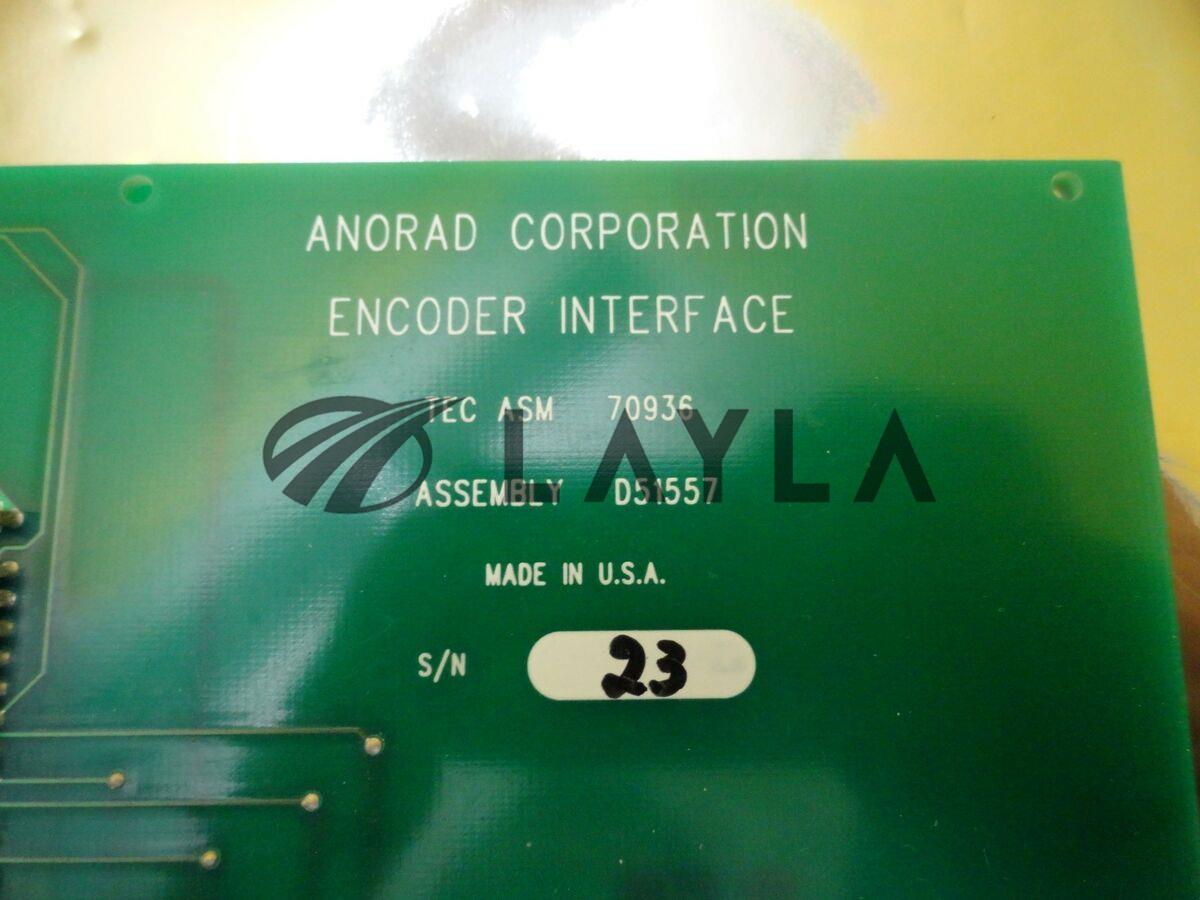 ANORAD CORPORATION
ENCODER INTERFACE
TEC ASM 70936
LAYLA
ASSEMBLY D51557
MADE IN U.S.A.
S/N 23